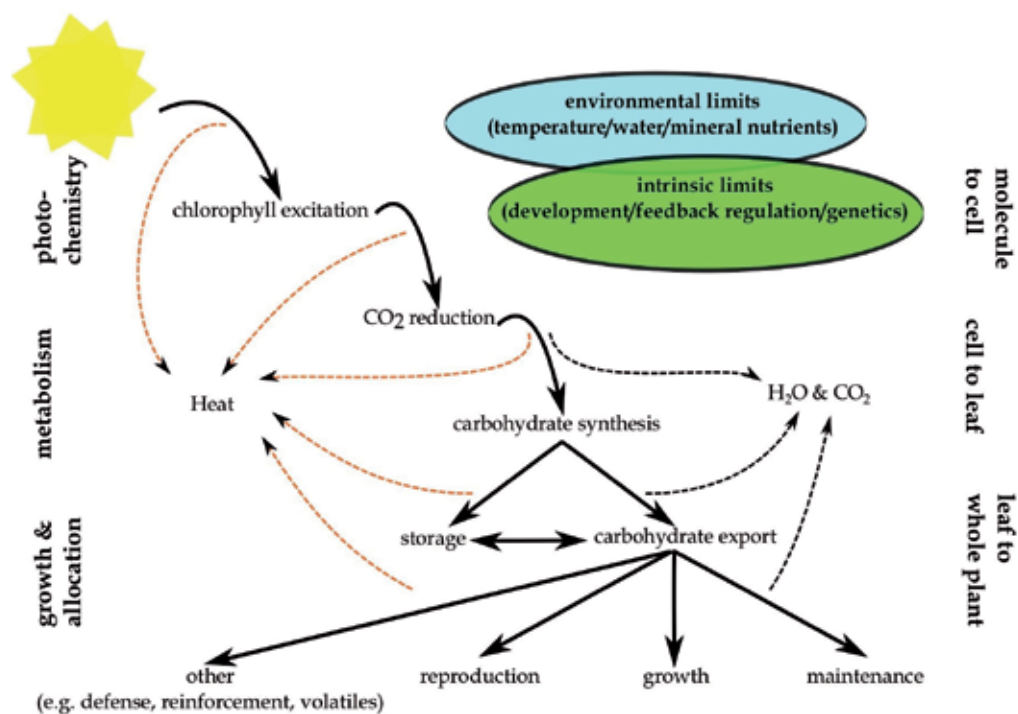 environmental limits
(temperature/water/mineral nutrients)
intrinsic limits
(development/feedback regulation/genetics)
photo-
chemistry
molecule
to cell
chlorophyll excitation
CO₂ reduction
metabolism
cell to leaf
Heat
H₂O & CO₂
carbohydrate synthesis
growth &
allocation
leaf to
whole plant
storage
carbohydrate export
other
(e.g. defense, reinforcement, volatiles)
reproduction
growth
maintenance